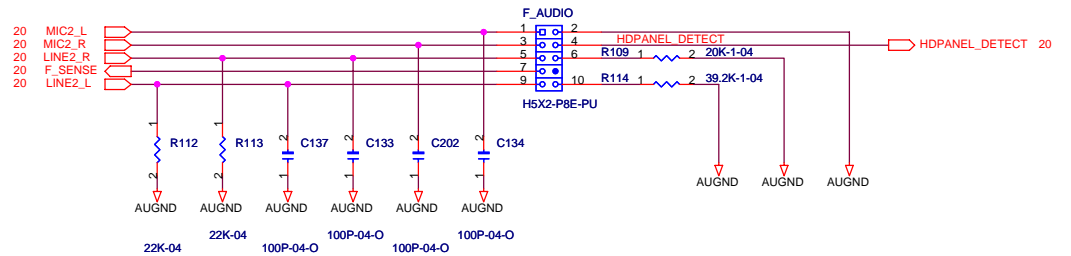 F_AUDIO
20 MIC2_L 1 2
20 MIC2_R 3 4 HDPANEL_DETECT HDPANEL_DETECT 20
20 LINE2_R 5 6 R109 1 2 20K-1-04
20 F_SENSE 7
20 LINE2_L 9 10 R114 1 2 39.2K-1-04
H5X2-P8E-PU
1 1 2 2 2 2
R112 R113 C137 C133 C202 C134
2 2 1 1 1 1
AUGND AUGND AUGND
AUGND AUGND AUGND AUGND AUGND AUGND
22K-04 100P-04-O 100P-04-O
22K-04 100P-04-O 100P-04-O